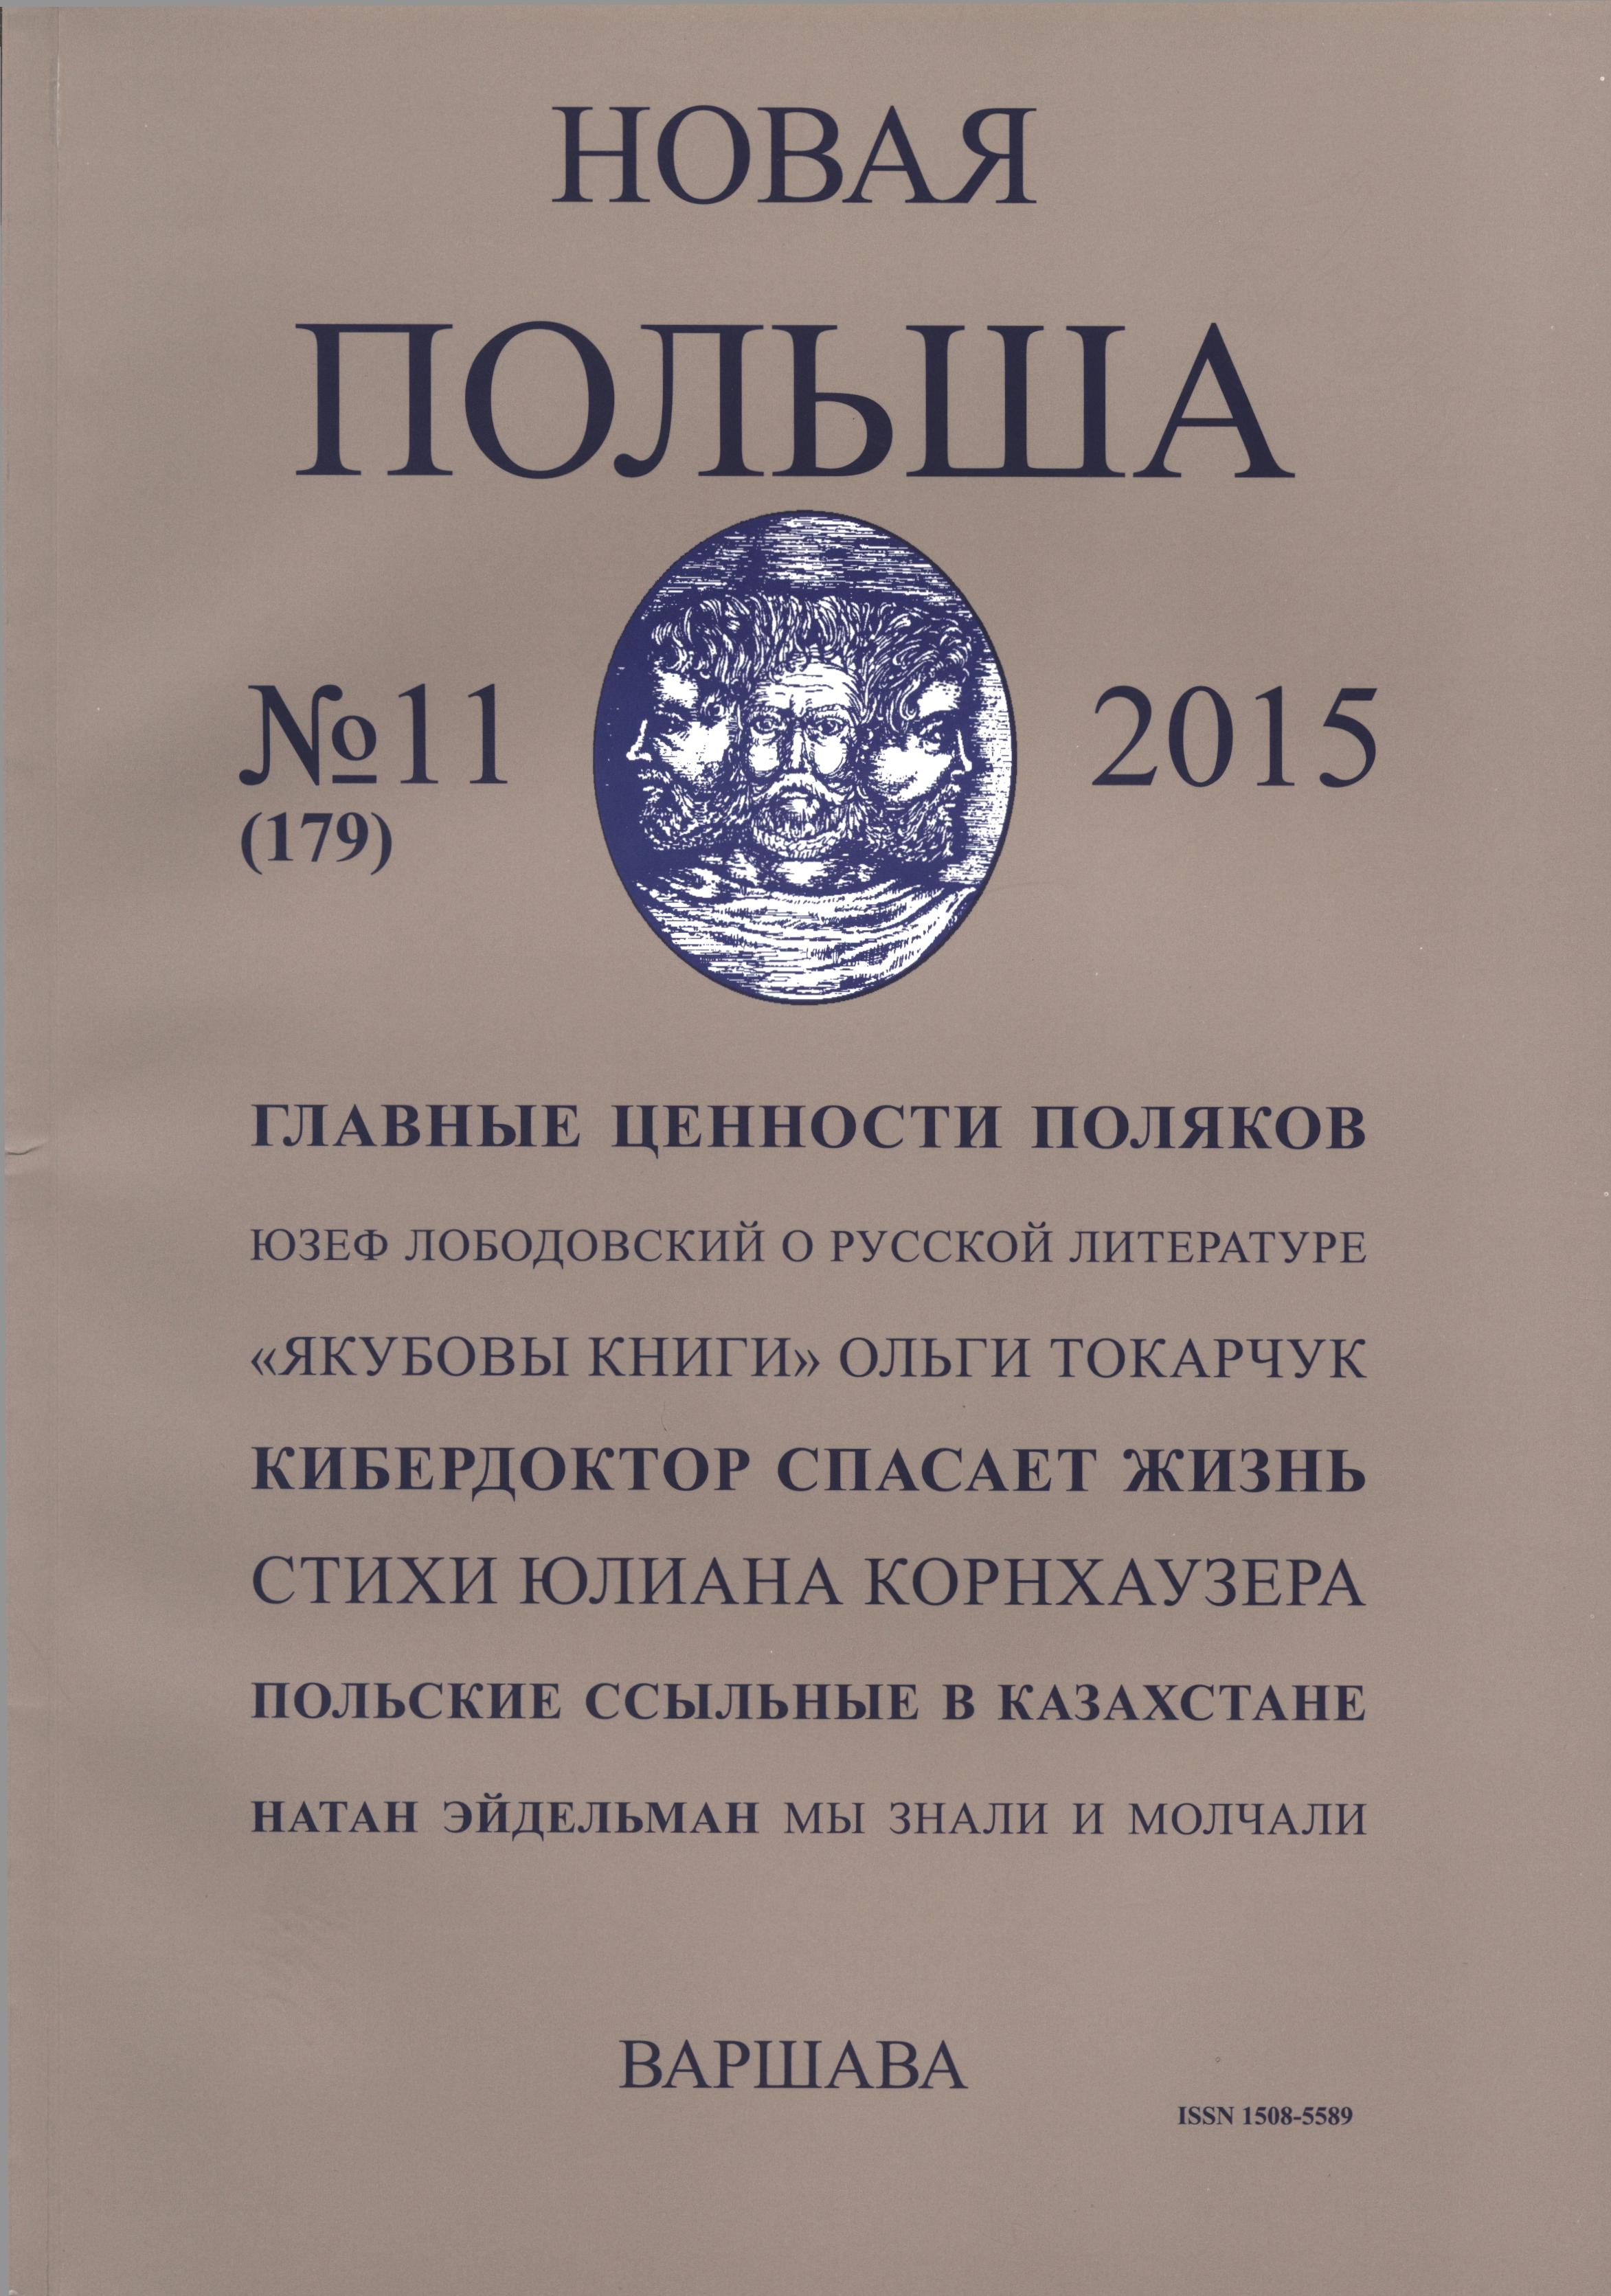 НОВАЯ
ПОЛЬША
№11
2015
(179)
ГЛАВНЫЕ ЦЕННОСТИ ПОЛЯКОВ
ЮЗЕФ ЛОБОДОВСКИЙ О РУССКОЙ ЛИТЕРАТУРЕ
«ЯКУБОВЫ КНИГИ» ОЛЬГИ ТОКАРЧУК
КИБЕРДОКТОР СПАСАЕТ ЖИЗНЬ
СТИХИ ЮЛИАНА КОРНХАУЗЕРА
ПОЛЬСКИЕ ССЫЛЬНЫЕ В КАЗАХСТАНЕ
НАТАН ЭЙДЕЛЬМАН МЫ ЗНАЛИ И МОЛЧАЛИ
ВАРШАВА
ISSN 1508-5589